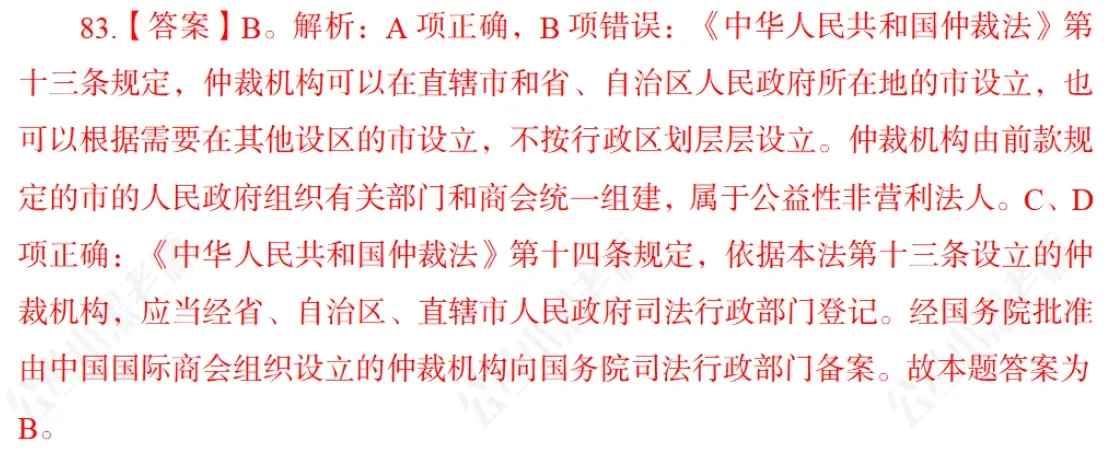 83.【答案】B。解析：A 项正确，B 项错误：《中华人民共和国仲裁法》第
十三条规定，仲裁机构可以在直辖市和省、自治区人民政府所在地的市设立，也
可以根据需要在其他设区的市设立，不按行政区划层层设立。仲裁机构由前款规
定的市的人民政府组织有关部门和商会统一组建，属于公益性非营利法人。C、D
项正确：《中华人民共和国仲裁法》第十四条规定，依据本法第十三条设立的仲
裁机构，应当经省、自治区、直辖市人民政府司法行政部门登记。经国务院批准
由中国国际商会组织设立的仲裁机构向国务院司法行政部门备案。故本题答案为
B。